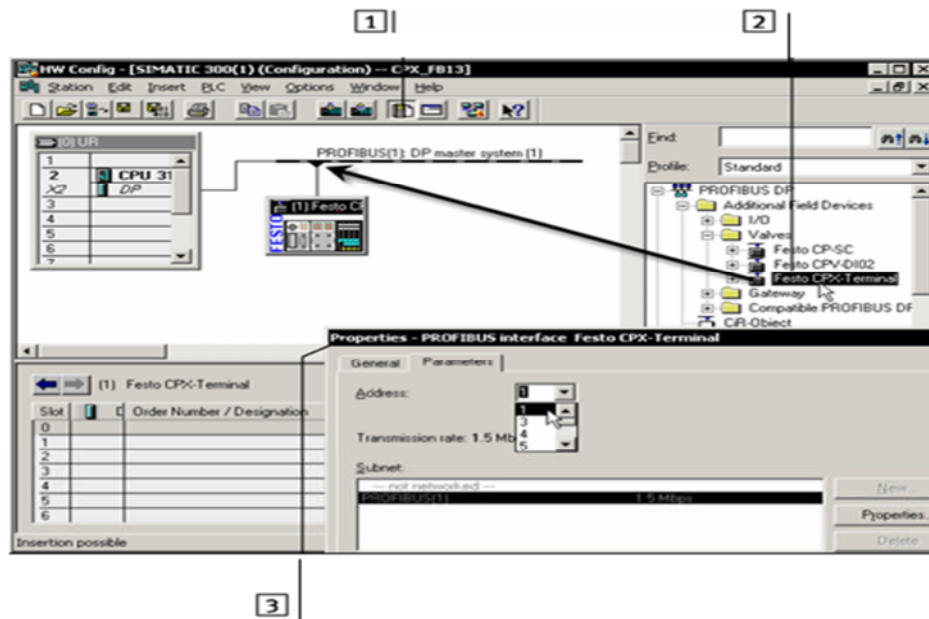 1
2
HW Config - [SIMATIC 300(1) (Configuration) -- CPX_FB13]
Station Edit Insert PLC View Options Window Help
(0) UR
1
2 CPU 31
X2 DP
3
4
5
6
7
PROFIBUS(1): DP master system (1)
(1) Festo CP
FESTO
Find:
Profile: Standard
PROFIBUS DP
Additional Field Devices
I/O
Valves
Festo CP-SC
Festo CPV-DI02
Festo CPX-Terminal
Gateway
Compatible PROFIBUS DP
CiR-Object
(1) Festo CPX-Terminal
Slot Order Number / Designation
0
1
2
3
4
5
6
Insertion possible
Properties - PROFIBUS interface Festo CPX-Terminal
General Parameters
Address: 1
1
3
4
5
Transmission rate: 1.5 Mb
Subnet:
--- not networked ---
PROFIBUS(1) 1.5 Mbps
New...
Properties...
Delete
3